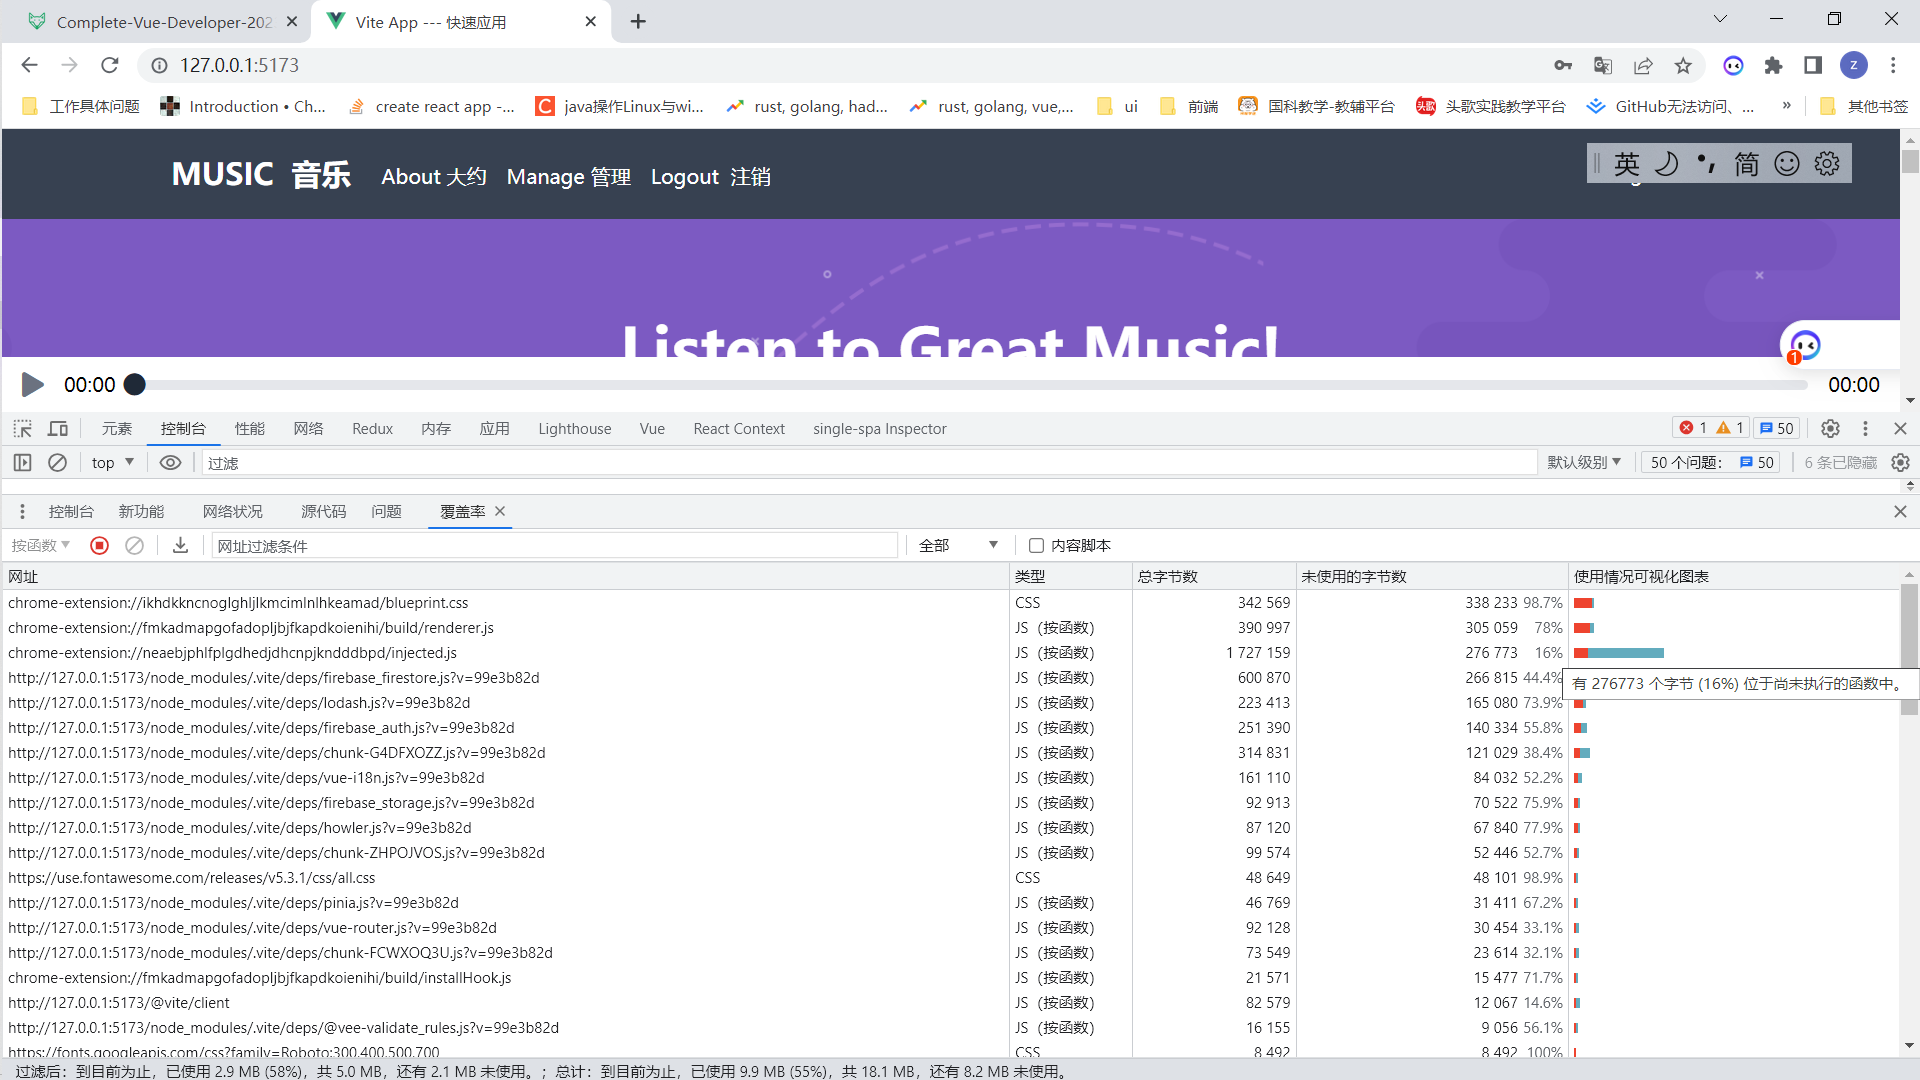 Complete-Vue-Developer-202
Vite App --- 快速应用
127.0.0.1:5173
z
工作具体问题
Introduction • Ch...
create react app -...
java操作Linux与wi...
rust, golang, had...
rust, golang, vue,...
ui
前端
国科教学-教辅平台
头歌实践教学平台
GitHub无法访问、...
»
其他书签
MUSIC 音乐 About 大约 Manage 管理 Logout 注销
英 简
Listen to Great Music!
1
00:00 00:00
元素 控制台 性能 网络 Redux 内存 应用 Lighthouse Vue React Context single-spa Inspector 1 1 50
top 过滤 默认级别 50 个问题: 50 6 条已隐藏
控制台 新功能 网络状况 源代码 问题 覆盖率
按函数 网址过滤条件 全部 内容脚本
网址 类型 总字节数 未使用的字节数 使用情况可视化图表
chrome-extension://ikhdkkncnoglghljlkmcimlnlhkeamad/blueprint.css CSS 342 569 338 233 98.7%
chrome-extension://fmkadmapgofadopljbjfkapdkoienihi/build/renderer.js JS（按函数） 390 997 305 059 78%
chrome-extension://neaebjphlfplgdhedjdhcnpjkndddbpd/injected.js JS（按函数） 1 727 159 276 773 16%
http://127.0.0.1:5173/node_modules/.vite/deps/firebase_firestore.js?v=99e3b82d JS（按函数） 600 870 266 815 44.4%
有 276773 个字节 (16%) 位于尚未执行的函数中。
http://127.0.0.1:5173/node_modules/.vite/deps/lodash.js?v=99e3b82d JS（按函数） 223 413 165 080 73.9%
http://127.0.0.1:5173/node_modules/.vite/deps/firebase_auth.js?v=99e3b82d JS（按函数） 251 390 140 334 55.8%
http://127.0.0.1:5173/node_modules/.vite/deps/chunk-G4DFXOZZ.js?v=99e3b82d JS（按函数） 314 831 121 029 38.4%
http://127.0.0.1:5173/node_modules/.vite/deps/vue-i18n.js?v=99e3b82d JS（按函数） 161 110 84 032 52.2%
http://127.0.0.1:5173/node_modules/.vite/deps/firebase_storage.js?v=99e3b82d JS（按函数） 92 913 70 522 75.9%
http://127.0.0.1:5173/node_modules/.vite/deps/howler.js?v=99e3b82d JS（按函数） 87 120 67 840 77.9%
http://127.0.0.1:5173/node_modules/.vite/deps/chunk-ZHPOJVOS.js?v=99e3b82d JS（按函数） 99 574 52 446 52.7%
https://use.fontawesome.com/releases/v5.3.1/css/all.css CSS 48 649 48 101 98.9%
http://127.0.0.1:5173/node_modules/.vite/deps/pinia.js?v=99e3b82d JS（按函数） 46 769 31 411 67.2%
http://127.0.0.1:5173/node_modules/.vite/deps/vue-router.js?v=99e3b82d JS（按函数） 92 128 30 454 33.1%
http://127.0.0.1:5173/node_modules/.vite/deps/chunk-FCWXOQ3U.js?v=99e3b82d JS（按函数） 73 549 23 614 32.1%
chrome-extension://fmkadmapgofadopljbjfkapdkoienihi/build/installHook.js JS（按函数） 21 571 15 477 71.7%
http://127.0.0.1:5173/@vite/client JS（按函数） 82 579 12 067 14.6%
http://127.0.0.1:5173/node_modules/.vite/deps/@vee-validate_rules.js?v=99e3b82d JS（按函数） 16 155 9 056 56.1%
https://fonts.googleapis.com/css?family=Roboto:300,400,500,700 CSS 8 492 8 492 100%
过滤后：到目前为止，已使用 2.9 MB (58%)，共 5.0 MB，还有 2.1 MB 未使用。；总计：到目前为止，已使用 9.9 MB (55%)，共 18.1 MB，还有 8.2 MB 未使用。